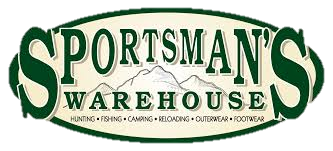 SPORTSMAN'S
WAREHOUSE
HUNTING • FISHING • CAMPING • RELOADING • OUTERWEAR • FOOTWEAR